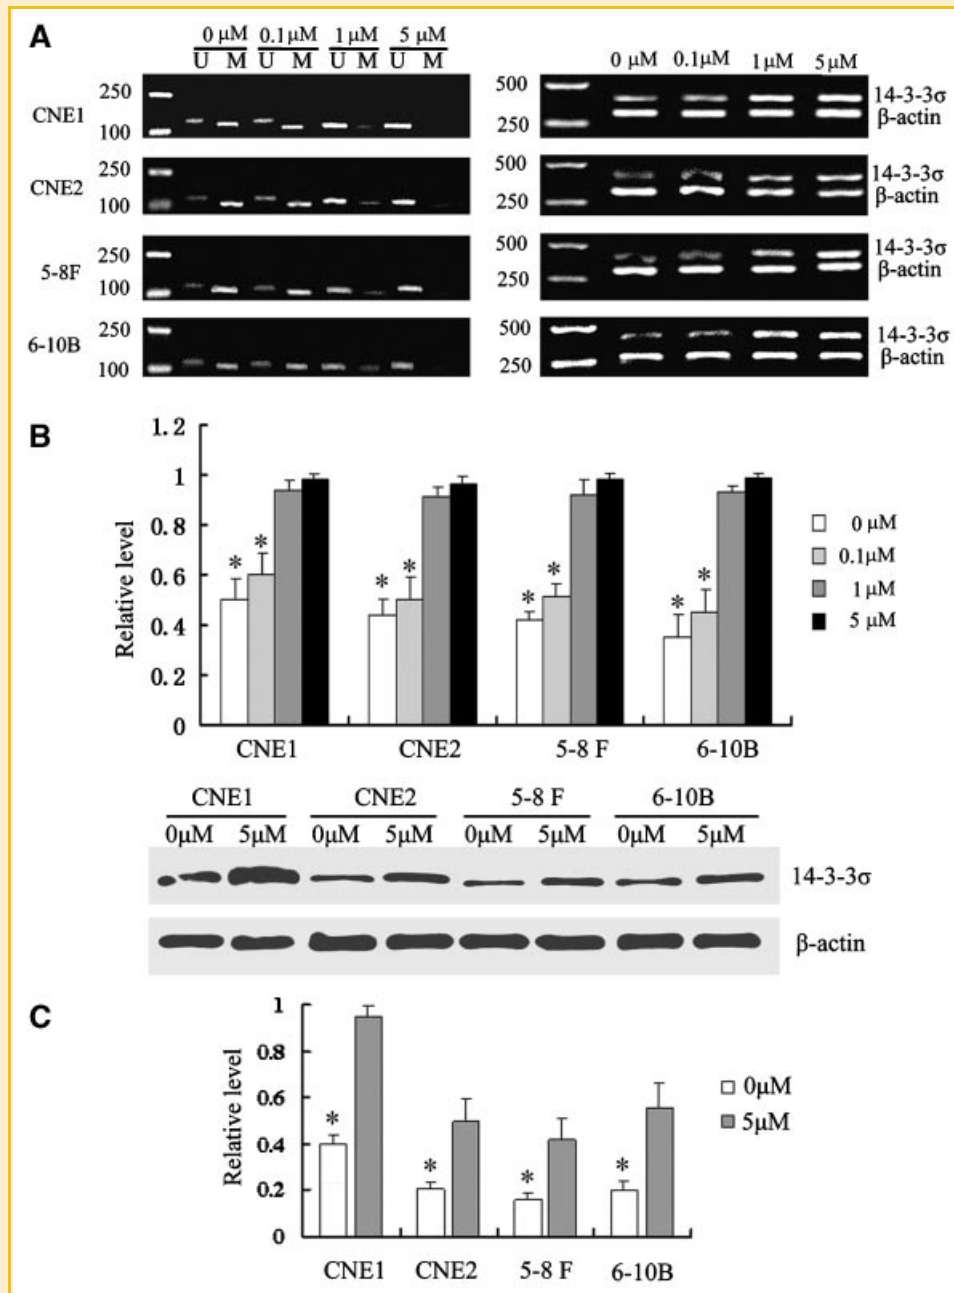 A
0 μM 0.1μM 1 μM 5 μM
U M U M U M U M
0 μM 0.1μM 1 μM 5 μM
CNE1 250 100
500 250 14-3-3σ β-actin
CNE2 250 100
500 250 14-3-3σ β-actin
5-8F 250 100
500 250 14-3-3σ β-actin
6-10B 250 100
500 250 14-3-3σ β-actin
B
Relative level
1.2
1
0.8
0.6
0.4
0.2
0
* * * * * * * *
0 μM
0.1μM
1 μM
5 μM
CNE1 CNE2 5-8 F 6-10B
CNE1 CNE2 5-8 F 6-10B
0μM 5μM 0μM 5μM 0μM 5μM 0μM 5μM
14-3-3σ
β-actin
C
Relative level
1
0.8
0.6
0.4
0.2
0
* * * *
0μM
5μM
CNE1 CNE2 5-8 F 6-10B